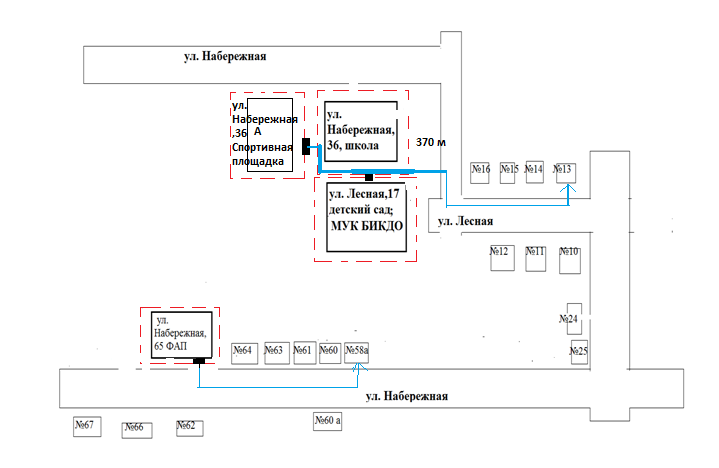 ул. Набережная
ул.
Набережная
,36 А
Спортивная
площадка
ул.
Набережная,
36, школа
370 м
№16
№15
№14
№13
ул. Лесная,17
детский сад;
МУК БИКДО
ул. Лесная
№12
№11
№10
ул.
Набережная,
65 ФАП
№24
№64
№63
№61
№60
№58а
№25
ул. Набережная
№67
№66
№62
№60 а